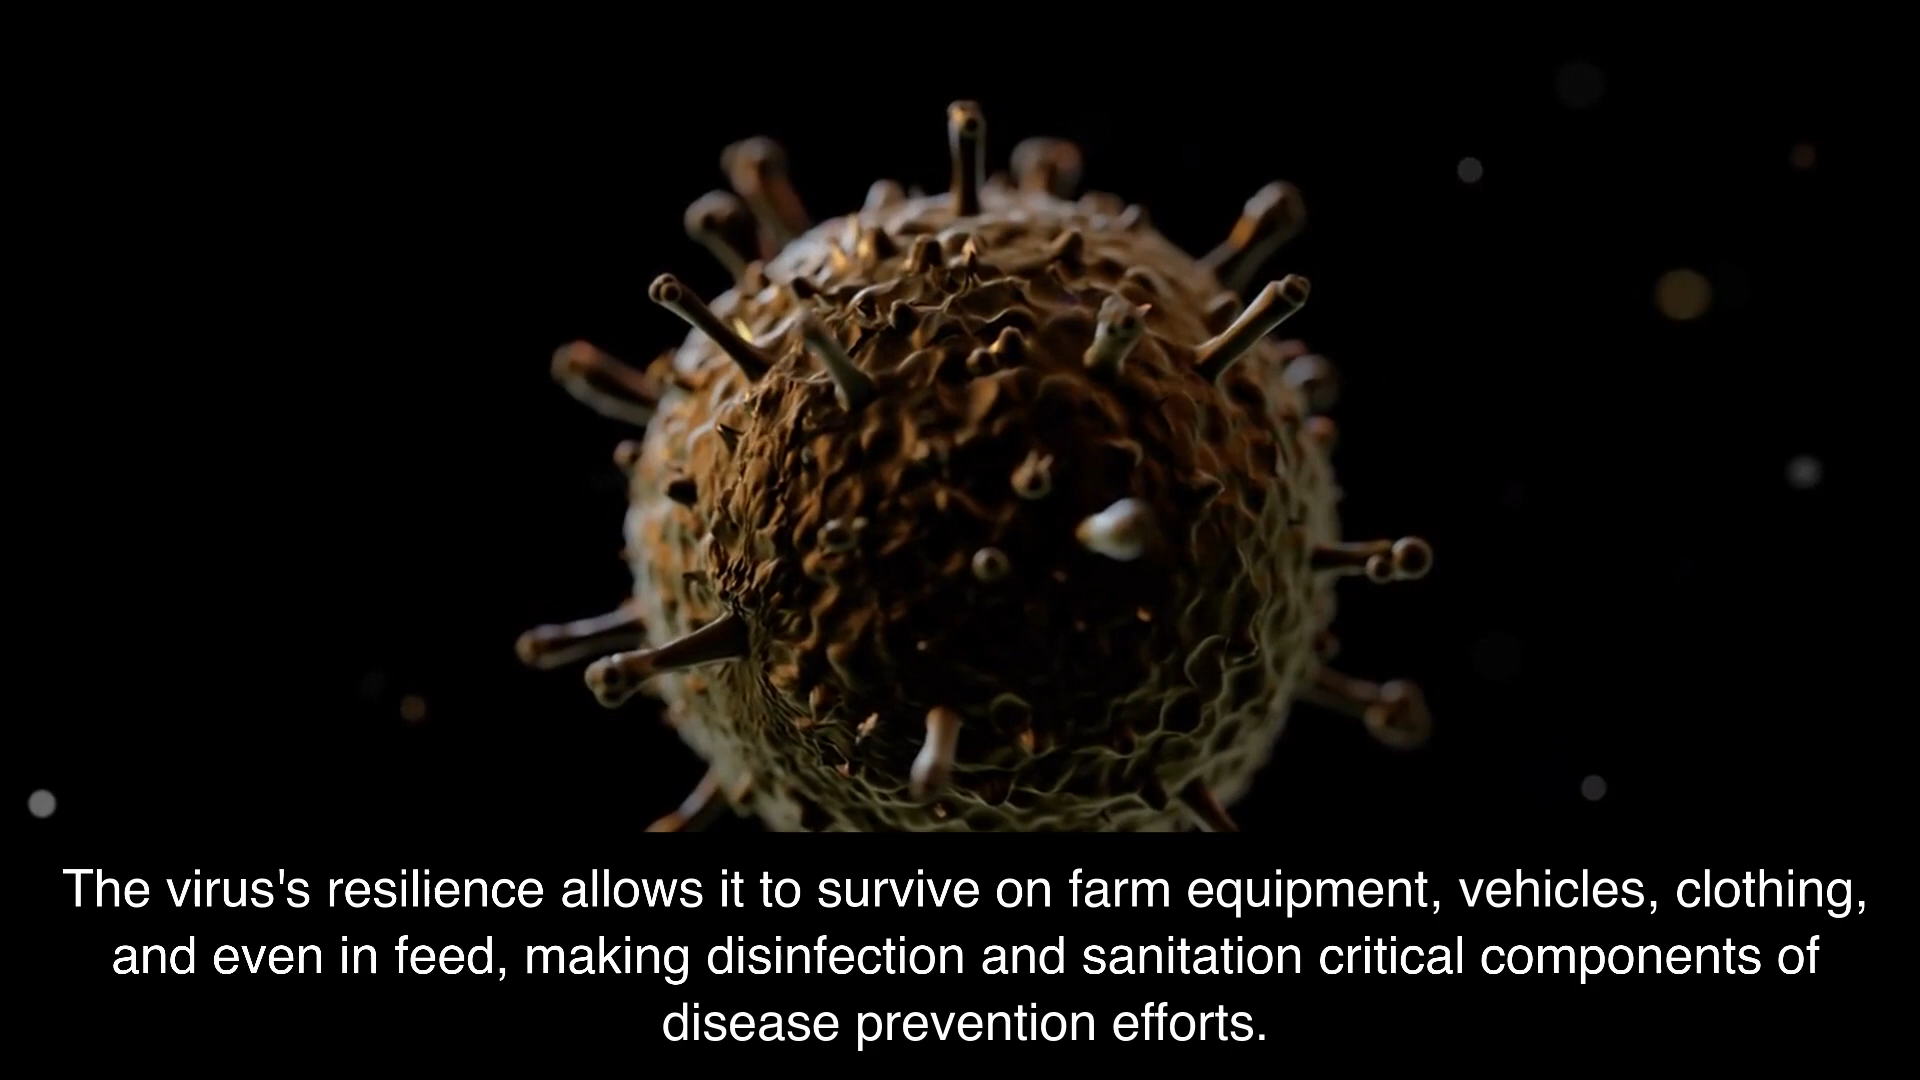 The virus's resilience allows it to survive on farm equipment, vehicles, clothing,
and even in feed, making disinfection and sanitation critical components of
disease prevention efforts.